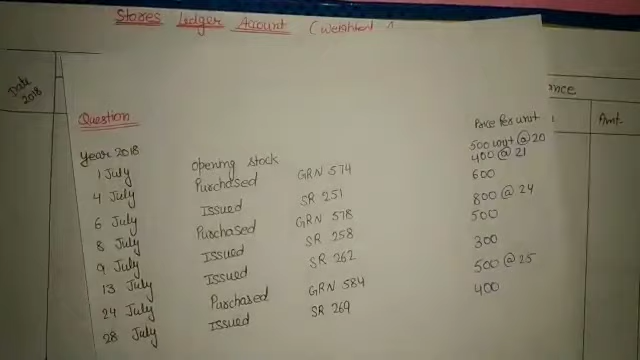 Stores Ledger Account (Weighted
Date
2018
nce
Amt.
Question
Price Per unit
Year 2018
1 July opening stock 500 unit @ 20
4 July Purchased GRN 574 400 @ 21
6 July Issued SR 251 600
8 July Purchased GRN 578 800 @ 24
9 July Issued SR 258 500
13 July Issued SR 262 300
24 July Purchased GRN 584 500 @ 25
28 July Issued SR 269 400